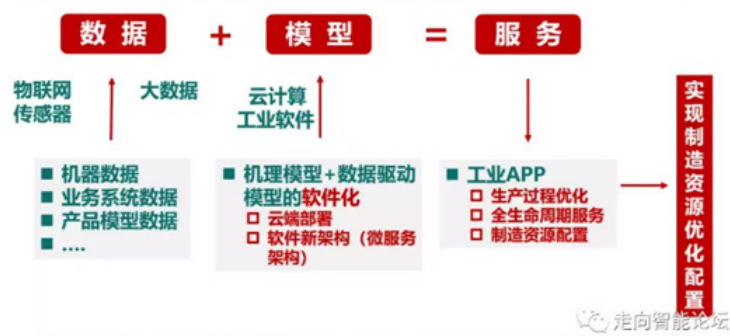 数据 + 模型 = 服务
物联网
传感器
大数据
云计算
工业软件
机器数据
业务系统数据
产品模型数据
....
机理模型+数据驱动
模型的软件化
云端部署
软件新架构（微服务
架构）
工业APP
生产过程优化
全生命周期服务
制造资源配置
实现制造资源优化配置
走向智能论坛